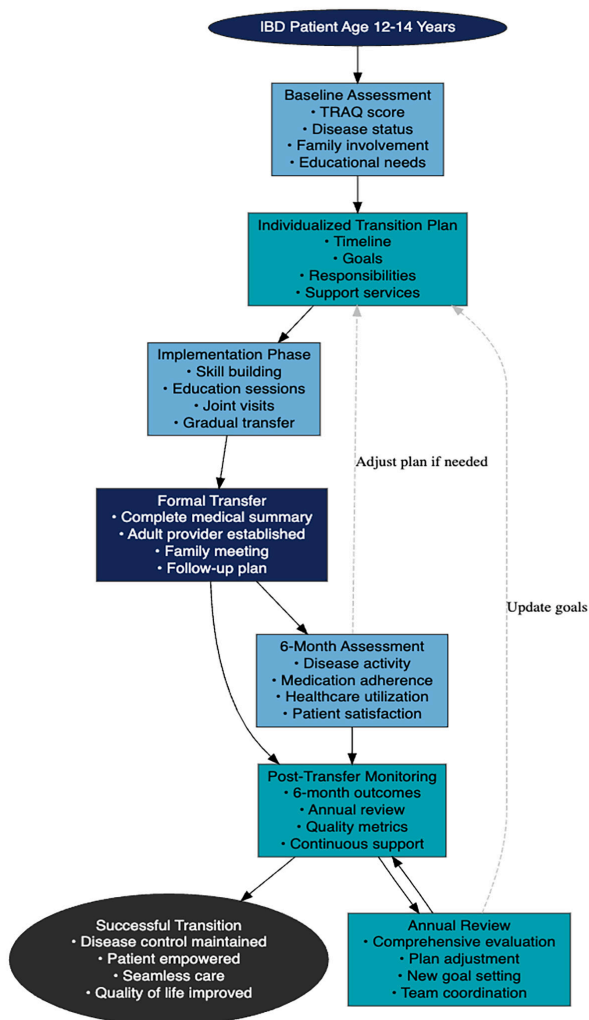 IBD Patient Age 12-14 Years
Baseline Assessment
• TRAQ score
• Disease status
• Family involvement
• Educational needs
Individualized Transition Plan
• Timeline
• Goals
• Responsibilities
• Support services
Implementation Phase
• Skill building
• Education sessions
• Joint visits
• Gradual transfer
Adjust plan if needed
Formal Transfer
• Complete medical summary
• Adult provider established
• Family meeting
• Follow-up plan
Update goals
6-Month Assessment
• Disease activity
• Medication adherence
• Healthcare utilization
• Patient satisfaction
Post-Transfer Monitoring
• 6-month outcomes
• Annual review
• Quality metrics
• Continuous support
Successful Transition
• Disease control maintained
• Patient empowered
• Seamless care
• Quality of life improved
Annual Review
• Comprehensive evaluation
• Plan adjustment
• New goal setting
• Team coordination